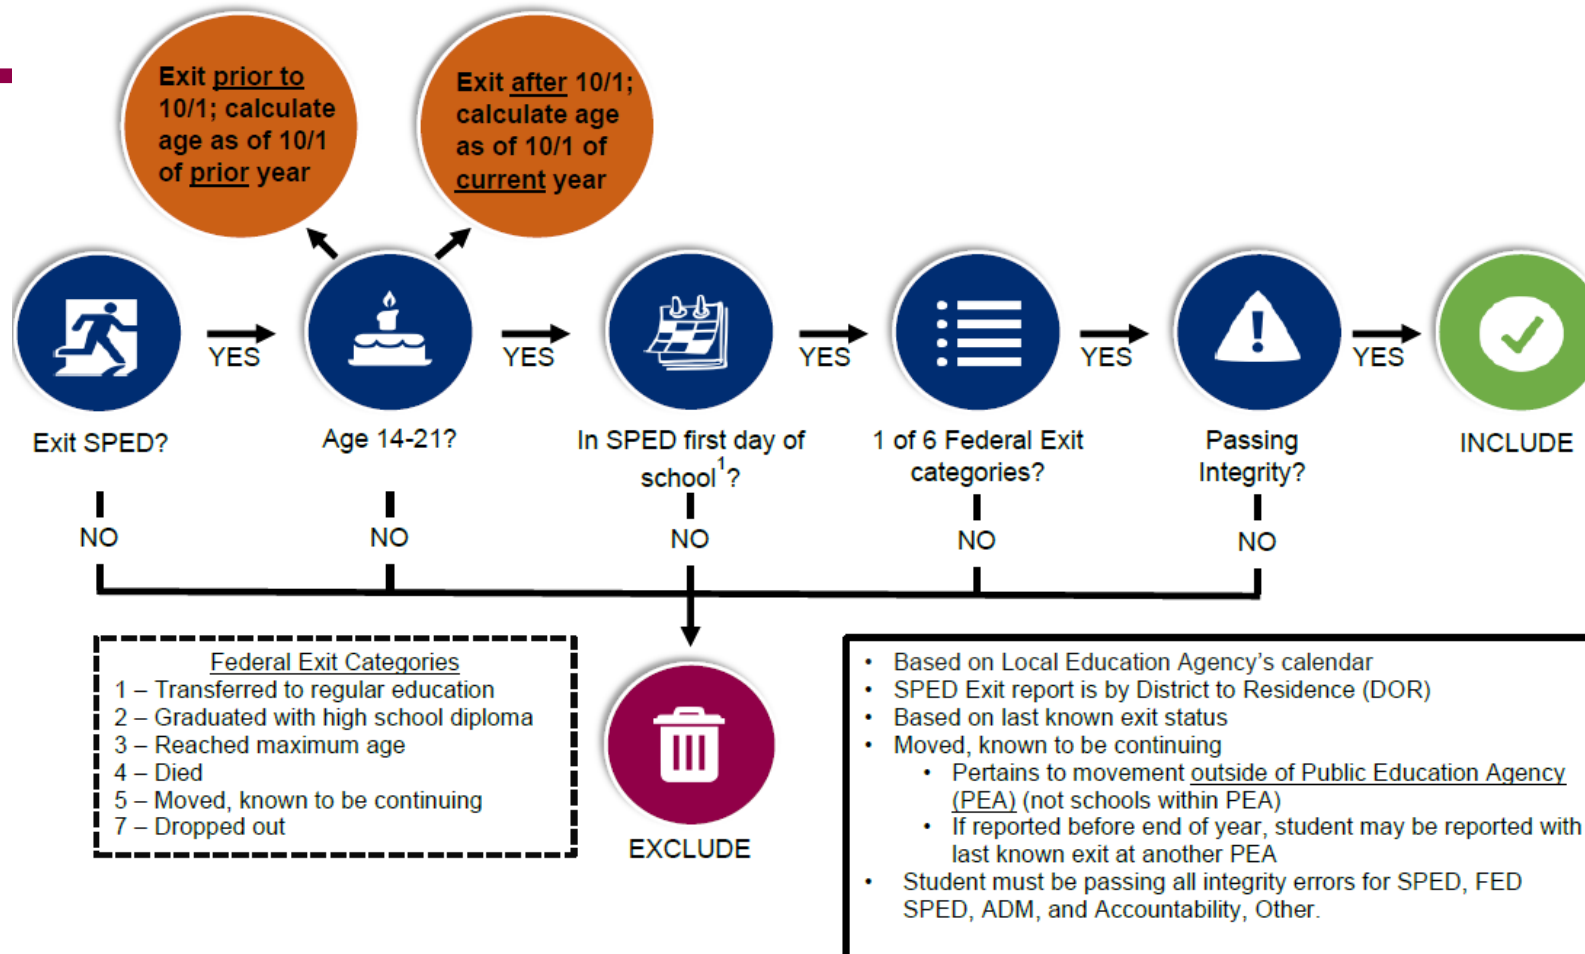 Exit prior to
10/1; calculate
age as of 10/1
of prior year
Exit after 10/1;
calculate age
as of 10/1 of
current year
YES
YES
YES
YES
YES
Exit SPED?
Age 14-21?
In SPED first day of
school1?
1 of 6 Federal Exit
categories?
Passing
Integrity?
INCLUDE
NO
NO
NO
NO
NO
Federal Exit Categories
1 – Transferred to regular education
2 – Graduated with high school diploma
3 – Reached maximum age
4 – Died
5 – Moved, known to be continuing
7 – Dropped out
EXCLUDE
• Based on Local Education Agency's calendar
• SPED Exit report is by District to Residence (DOR)
• Based on last known exit status
• Moved, known to be continuing
• Pertains to movement outside of Public Education Agency
(PEA) (not schools within PEA)
• If reported before end of year, student may be reported with
last known exit at another PEA
• Student must be passing all integrity errors for SPED, FED
SPED, ADM, and Accountability, Other.